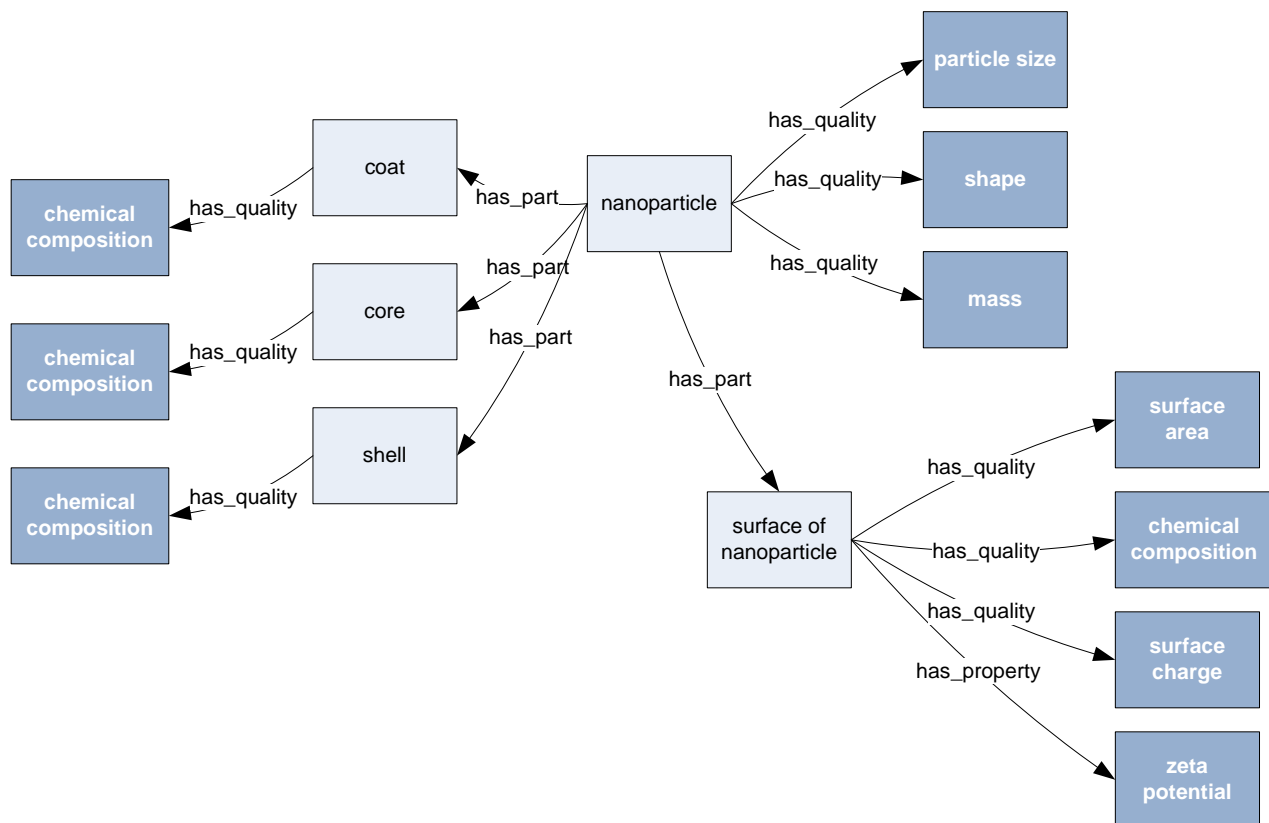 particle size
has_quality
coat
nanoparticle
has_quality
shape
has_part
chemical
composition
has_quality
has_part
has_quality
core
mass
has_part
chemical
composition
has_quality
has_part
surface
area
shell
has_quality
chemical
composition
has_quality
surface of
nanoparticle
has_quality
chemical
composition
has_quality
surface
charge
has_property
zeta
potential